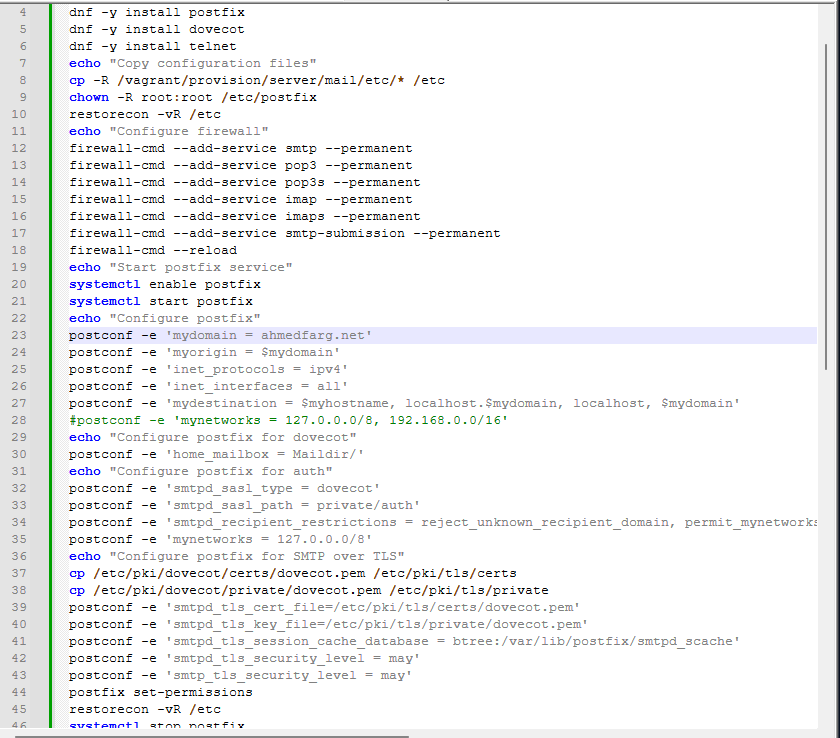 4 dnf -y install postfix
5 dnf -y install dovecot
6 dnf -y install telnet
7 echo "Copy configuration files"
8 cp -R /vagrant/provision/server/mail/etc/* /etc
9 chown -R root:root /etc/postfix
10 restorecon -vR /etc
11 echo "Configure firewall"
12 firewall-cmd --add-service smtp --permanent
13 firewall-cmd --add-service pop3 --permanent
14 firewall-cmd --add-service pop3s --permanent
15 firewall-cmd --add-service imap --permanent
16 firewall-cmd --add-service imaps --permanent
17 firewall-cmd --add-service smtp-submission --permanent
18 firewall-cmd --reload
19 echo "Start postfix service"
20 systemctl enable postfix
21 systemctl start postfix
22 echo "Configure postfix"
23 postconf -e 'mydomain = ahmedfarg.net'
24 postconf -e 'myorigin = $mydomain'
25 postconf -e 'inet_protocols = ipv4'
26 postconf -e 'inet_interfaces = all'
27 postconf -e 'mydestination = $myhostname, localhost.$mydomain, localhost, $mydomain'
28 #postconf -e 'mynetworks = 127.0.0.0/8, 192.168.0.0/16'
29 echo "Configure postfix for dovecot"
30 postconf -e 'home_mailbox = Maildir/'
31 echo "Configure postfix for auth"
32 postconf -e 'smtpd_sasl_type = dovecot'
33 postconf -e 'smtpd_sasl_path = private/auth'
34 postconf -e 'smtpd_recipient_restrictions = reject_unknown_recipient_domain, permit_mynetworks
35 postconf -e 'mynetworks = 127.0.0.0/8'
36 echo "Configure postfix for SMTP over TLS"
37 cp /etc/pki/dovecot/certs/dovecot.pem /etc/pki/tls/certs
38 cp /etc/pki/dovecot/private/dovecot.pem /etc/pki/tls/private
39 postconf -e 'smtpd_tls_cert_file=/etc/pki/tls/certs/dovecot.pem'
40 postconf -e 'smtpd_tls_key_file=/etc/pki/tls/private/dovecot.pem'
41 postconf -e 'smtpd_tls_session_cache_database = btree:/var/lib/postfix/smtpd_scache'
42 postconf -e 'smtpd_tls_security_level = may'
43 postconf -e 'smtp_tls_security_level = may'
44 postfix set-permissions
45 restorecon -vR /etc
46 systemctl stop postfix